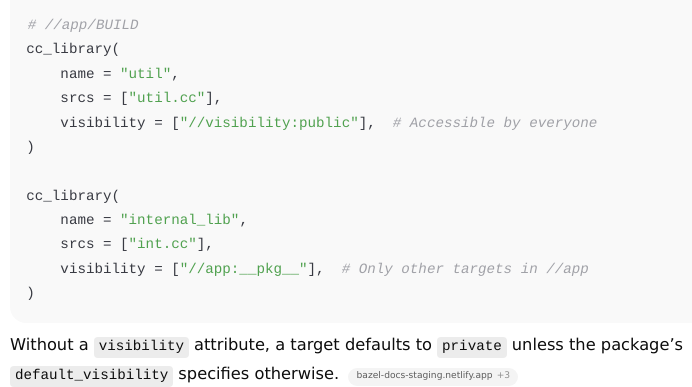 # //app/BUILD
cc_library(
    name = "util",
    srcs = ["util.cc"],
    visibility = ["//visibility:public"],  # Accessible by everyone
)

cc_library(
    name = "internal_lib",
    srcs = ["int.cc"],
    visibility = ["//app:__pkg__"],  # Only other targets in //app
)
Without a visibility attribute, a target defaults to private unless the package’s
default_visibility specifies otherwise. bazel-docs-staging.netlify.app +3